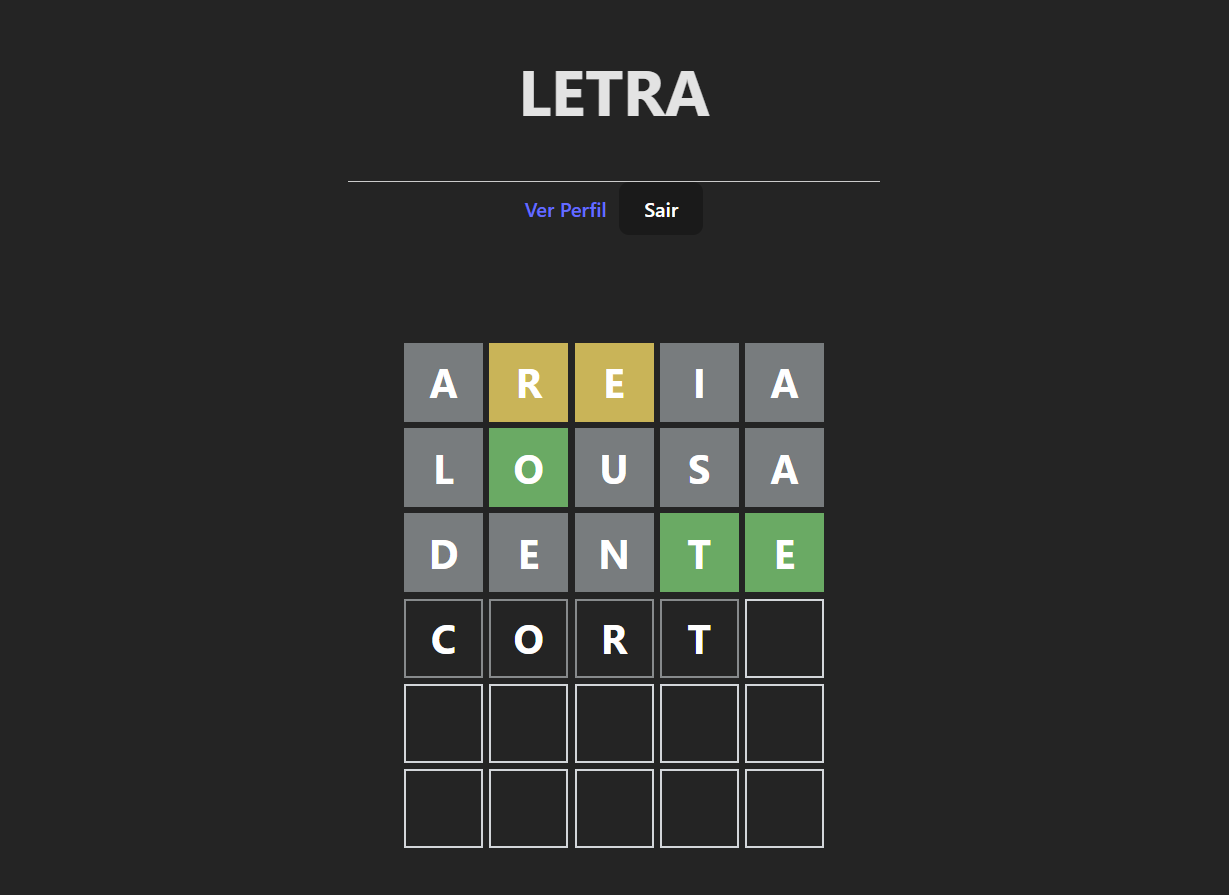 LETRA
Ver Perfil Sair
A R E I A
L O U S A
D E N T E
C O R T